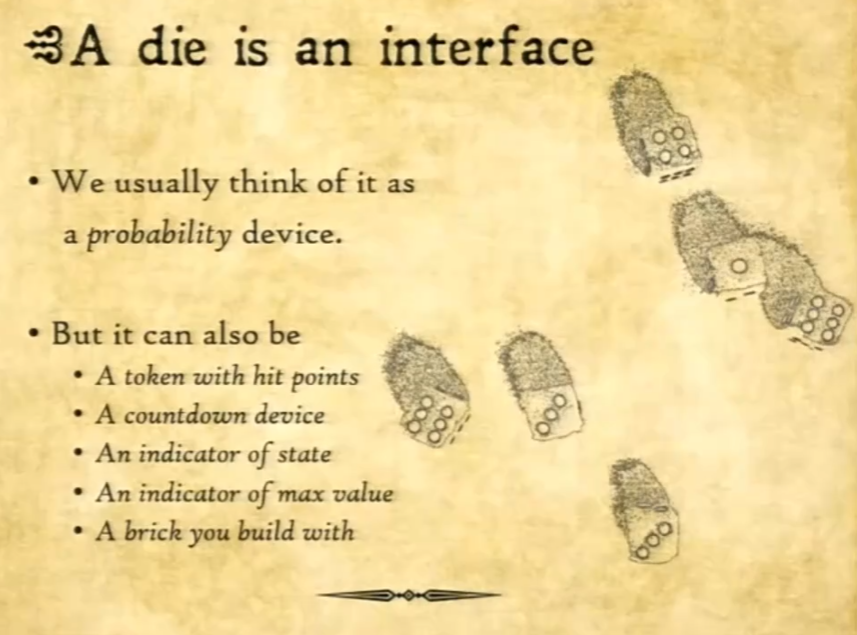 A die is an interface
• We usually think of it as
a probability device.
• But it can also be
• A token with hit points
• A countdown device
• An indicator of state
• An indicator of max value
• A brick you build with